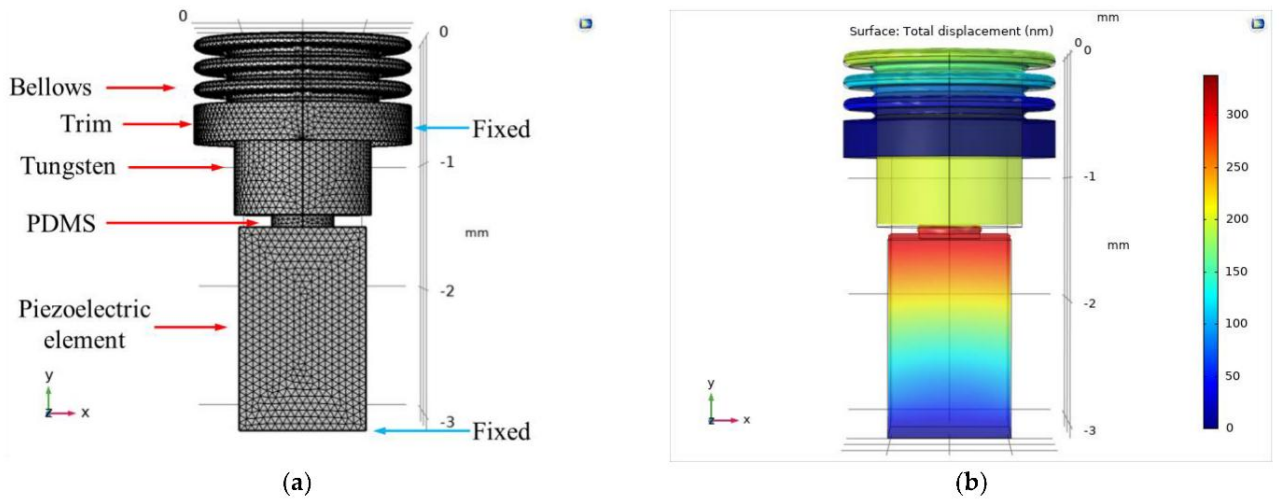 0
0
Bellows
Trim
Fixed
Tungsten
-1
PDMS
mm
-2
Piezoelectric
element
y
z
x
-3
Fixed
(a)
mm
Surface: Total displacement (nm)
0
0
300
250
-1
200
mm
150
-2
100
50
y
z
x
-3
0
(b)